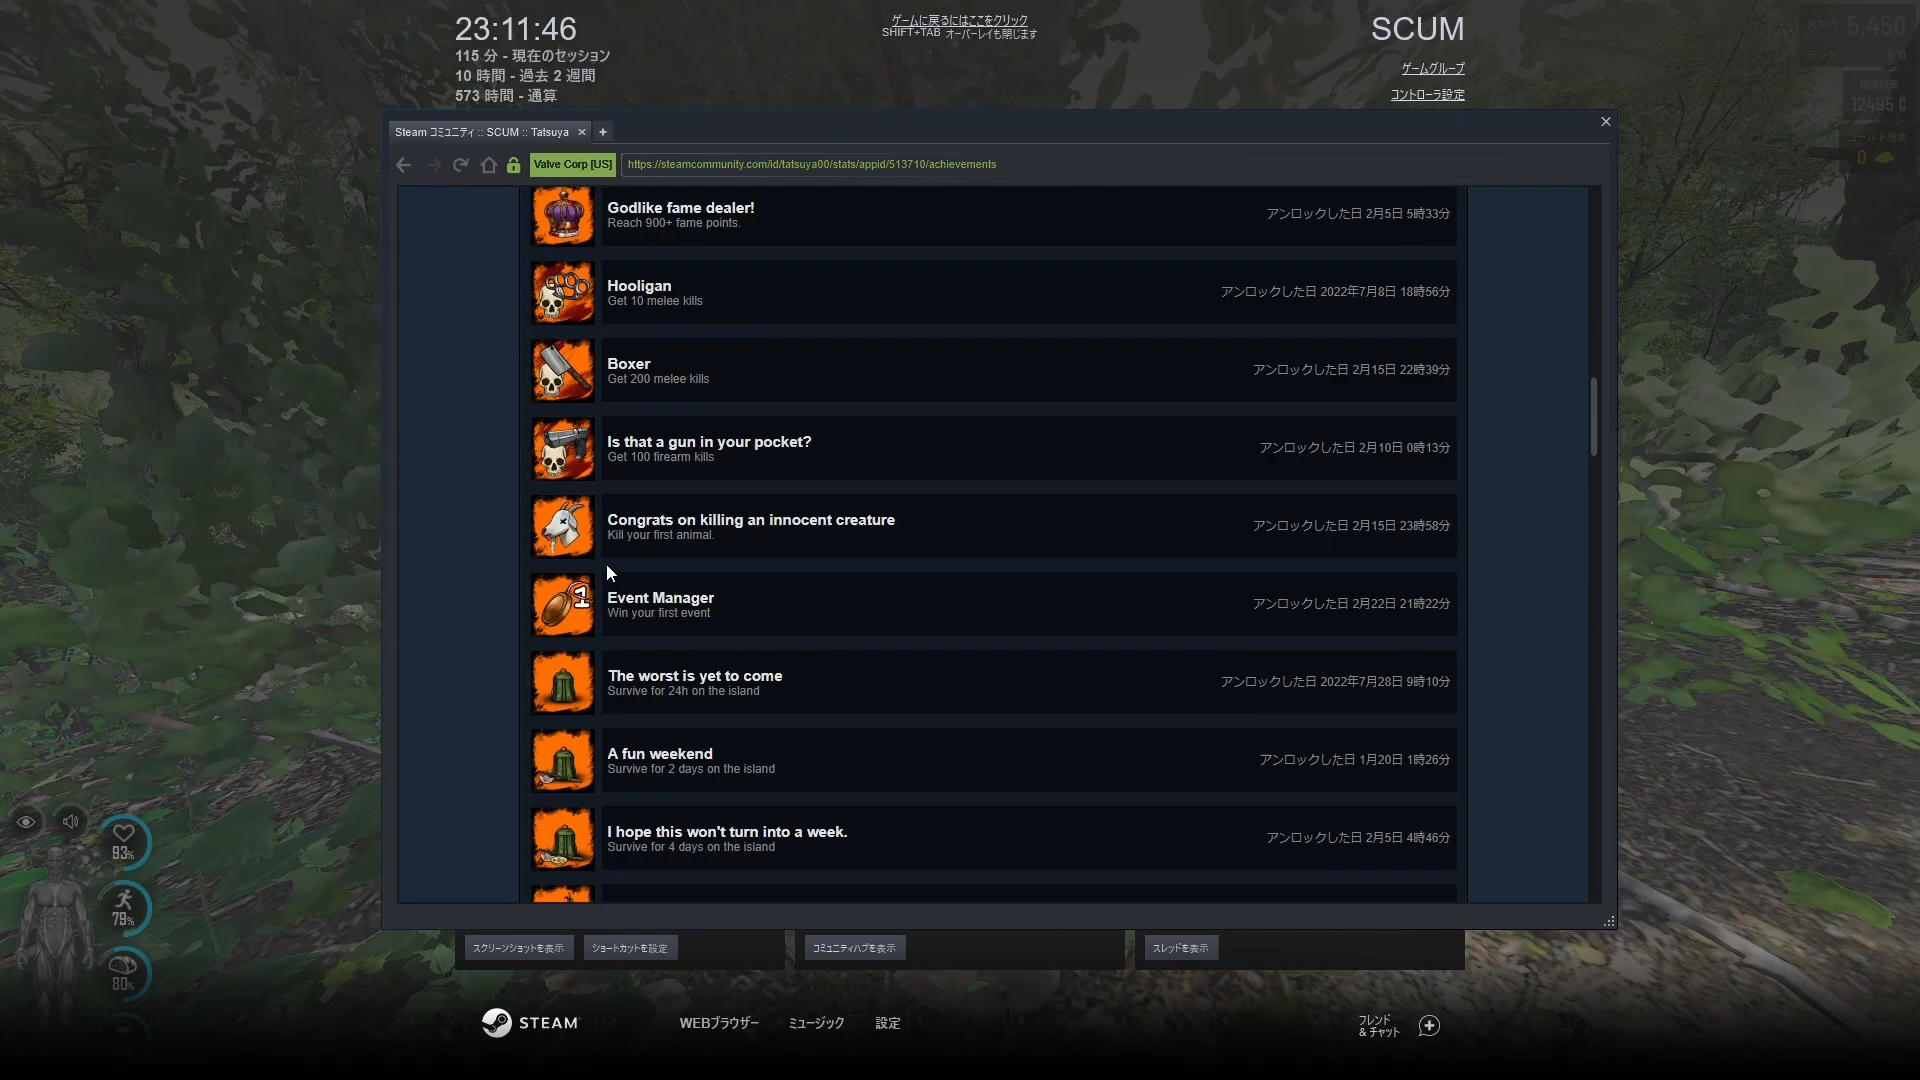 23:11:46
115 分 - 現在のセッション
10 時間 - 過去 2 週間
573 時間 - 通算
ゲームに戻るにはここをクリック
SHIFT+TAB オーバーレイも閉じます
SCUM
ゲームグループ
コントローラ設定
5,450
ランク
12495
0
Steam コミュニティ :: SCUM :: Tatsuya
Valve Corp [US]
https://steamcommunity.com/id/tatsuya00/stats/appid/513710/achievements
Godlike fame dealer!
Reach 900+ fame points.
アンロックした日 2月5日 5時33分
Hooligan
Get 10 melee kills
アンロックした日 2022年7月8日 18時56分
Boxer
Get 200 melee kills
アンロックした日 2月15日 22時39分
Is that a gun in your pocket?
Get 100 firearm kills
アンロックした日 2月10日 0時13分
Congrats on killing an innocent creature
Kill your first animal.
アンロックした日 2月15日 23時58分
1
Event Manager
Win your first event
アンロックした日 2月22日 21時22分
The worst is yet to come
Survive for 24h on the island
アンロックした日 2022年7月28日 9時10分
A fun weekend
Survive for 2 days on the island
アンロックした日 1月20日 1時26分
I hope this won't turn into a week.
Survive for 4 days on the island
アンロックした日 2月5日 4時46分
93%
79%
80%
スクリーンショットを表示
ショートカットを設定
コミュニティハブを表示
スレッドを表示
STEAM
WEBブラウザー
ミュージック
設定
フレンド
& チャット